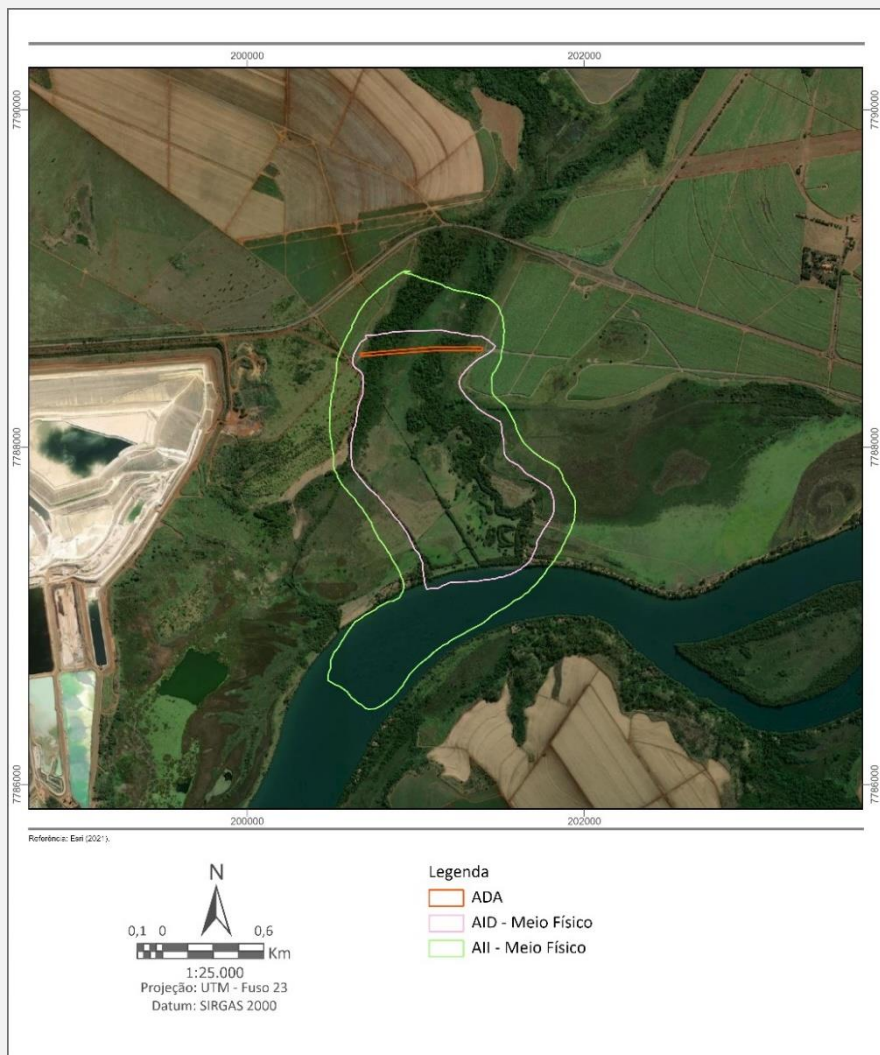 200000 202000
7790000 7790000
7788000 7788000
7786000 7786000
200000 202000
Referência: Esri (2021).
N
0,1 0 0,6
Km
1:25.000
Projeção: UTM - Fuso 23
Datum: SIRGAS 2000
Legenda
ADA
AID - Meio Físico
AII - Meio Físico